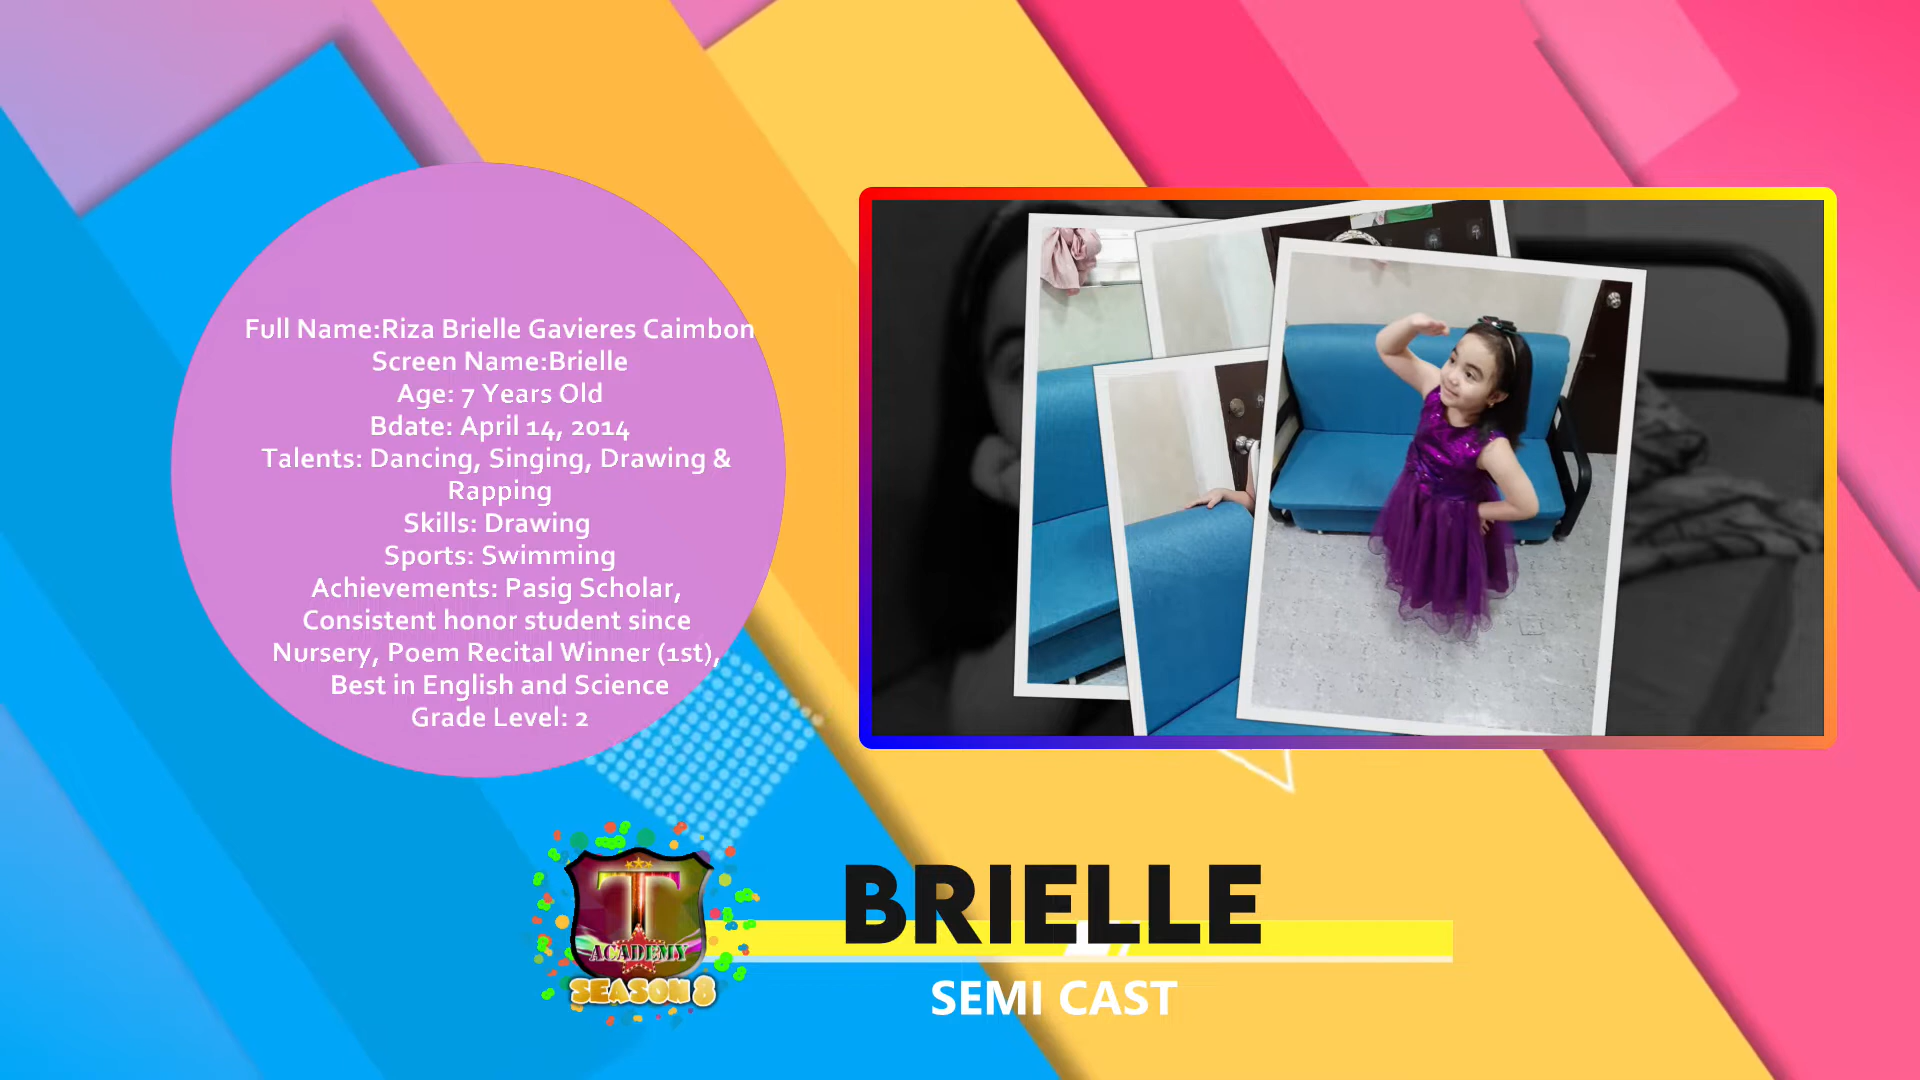 Full Name:Riza Brielle Gavieres Caimbon
Screen Name:Brielle
Age: 7 Years Old
Bdate: April 14, 2014
Talents: Dancing, Singing, Drawing &
Rapping
Skills: Drawing
Sports: Swimming
Achievements: Pasig Scholar,
Consistent honor student since
Nursery, Poem Recital Winner (1st),
Best in English and Science
Grade Level: 2
T
ACADEMY
SEASON 8
BRIELLE
SEMI CAST